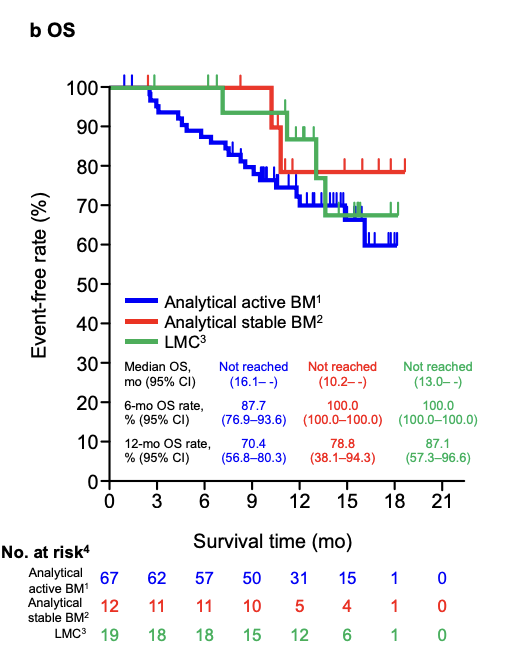 b OS
Event-free rate (%)
100
90
80
70
60
50
40
30
20
10
0
Analytical active BM¹
Analytical stable BM²
LMC³
Median OS, Not reached Not reached Not reached
mo (95% CI) (16.1– -) (10.2– -) (13.0– -)
6-mo OS rate, 87.7 100.0 100.0
% (95% CI) (76.9–93.6) (100.0–100.0) (100.0–100.0)
12-mo OS rate, 70.4 78.8 87.1
% (95% CI) (56.8–80.3) (38.1–94.3) (57.3–96.6)
0 3 6 9 12 15 18 21
Survival time (mo)
No. at risk⁴
Analytical
active BM¹ 67 62 57 50 31 15 1 0
Analytical
stable BM² 12 11 11 10 5 4 1 0
LMC³ 19 18 18 15 12 6 1 0